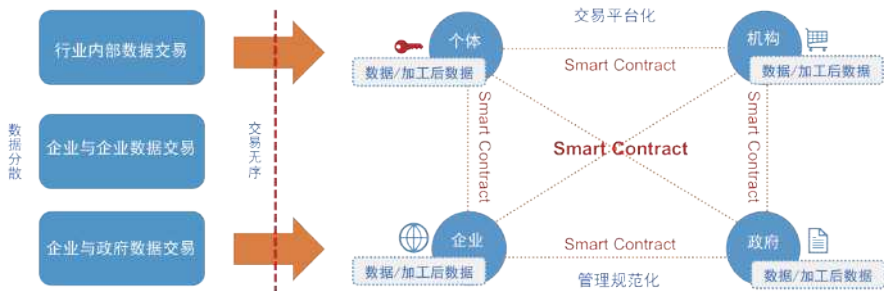 数据分散
行业内部数据交易
企业与企业数据交易
企业与政府数据交易
交易无序
交易平台化
个体
数据/加工后数据
机构
数据/加工后数据
Smart Contract
Smart Contract
Smart Contract
Smart Contract
企业
数据/加工后数据
Smart Contract
政府
数据/加工后数据
管理规范化